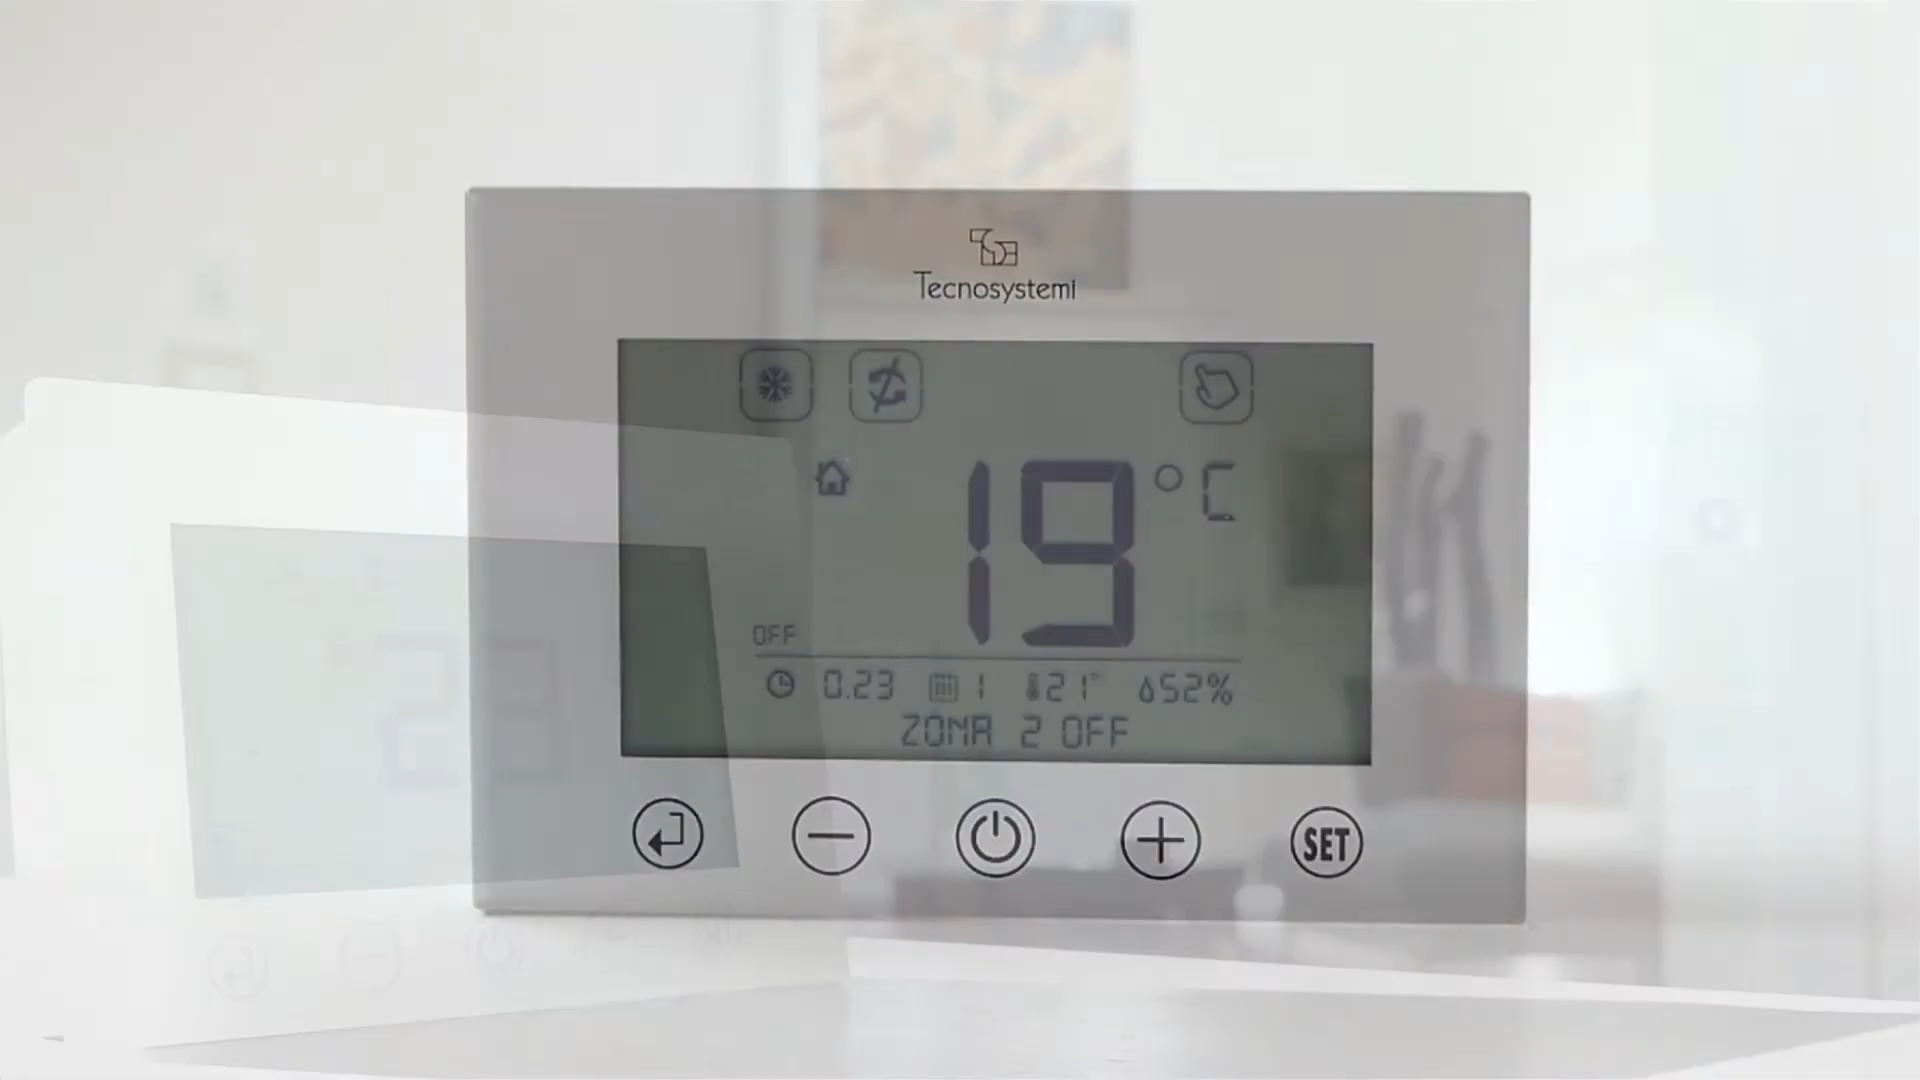 Tecnosystemi
19 °C
OFF
0.23 1 21° 52%
ZONA 2 OFF
SET